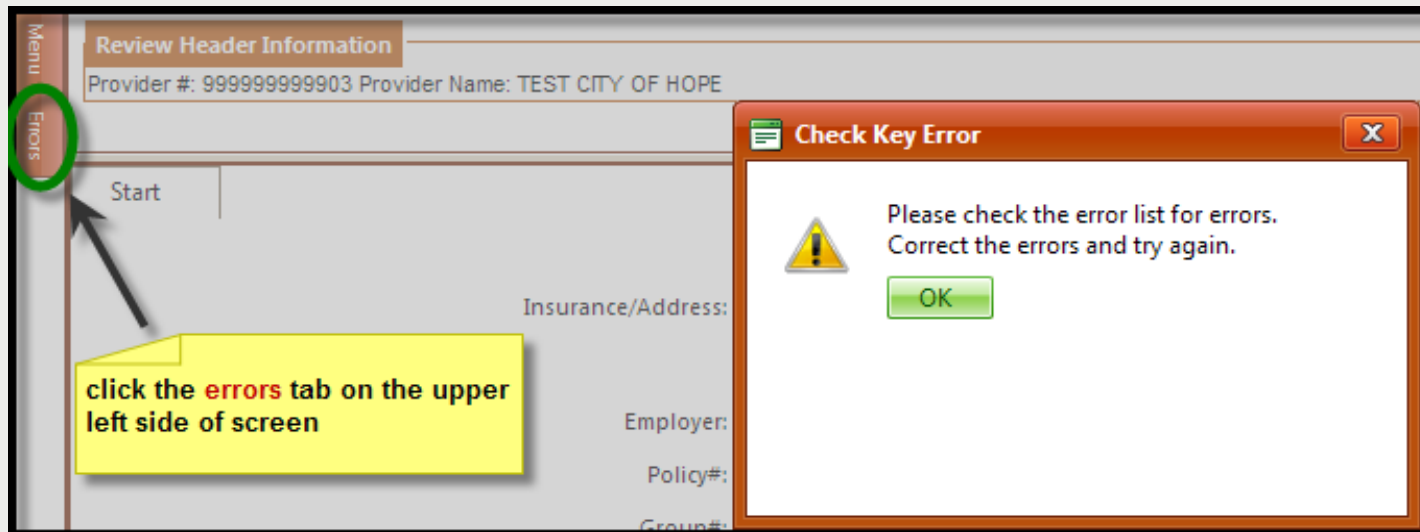 Menu
Errors
Review Header Information
Provider #: 999999999903 Provider Name: TEST CITY OF HOPE
Start
Insurance/Address:
Employer:
Policy#:
Group#:
click the errors tab on the upper
left side of screen
Check Key Error
Please check the error list for errors.
Correct the errors and try again.
OK